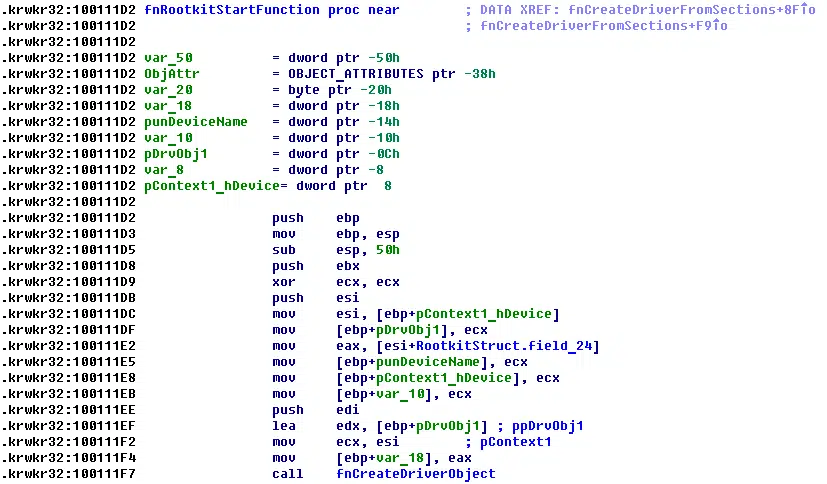 .krwkr32:100111D2 fnRootkitStartFunction proc near ; DATA XREF: fnCreateDriverFromSections+8F↑o
.krwkr32:100111D2 ; fnCreateDriverFromSections+F9↑o
.krwkr32:100111D2
.krwkr32:100111D2 var_50 = dword ptr -50h
.krwkr32:100111D2 ObjAttr = OBJECT_ATTRIBUTES ptr -38h
.krwkr32:100111D2 var_20 = byte ptr -20h
.krwkr32:100111D2 var_18 = dword ptr -18h
.krwkr32:100111D2 punDeviceName = dword ptr -14h
.krwkr32:100111D2 var_10 = dword ptr -10h
.krwkr32:100111D2 pDrvObj1 = dword ptr -0Ch
.krwkr32:100111D2 var_8 = dword ptr -8
.krwkr32:100111D2 pContext1_hDevice= dword ptr 8
.krwkr32:100111D2
.krwkr32:100111D2 push ebp
.krwkr32:100111D3 mov ebp, esp
.krwkr32:100111D5 sub esp, 50h
.krwkr32:100111D8 push ebx
.krwkr32:100111D9 xor ecx, ecx
.krwkr32:100111DB push esi
.krwkr32:100111DC mov esi, [ebp+pContext1_hDevice]
.krwkr32:100111DF mov [ebp+pDrvObj1], ecx
.krwkr32:100111E2 mov eax, [esi+RootkitStruct.field_24]
.krwkr32:100111E5 mov [ebp+punDeviceName], ecx
.krwkr32:100111E8 mov [ebp+pContext1_hDevice], ecx
.krwkr32:100111EB mov [ebp+var_10], ecx
.krwkr32:100111EE push edi
.krwkr32:100111EF lea edx, [ebp+pDrvObj1] ; ppDrvObj1
.krwkr32:100111F2 mov ecx, esi ; pContext1
.krwkr32:100111F4 mov [ebp+var_18], eax
.krwkr32:100111F7 call fnCreateDriverObject